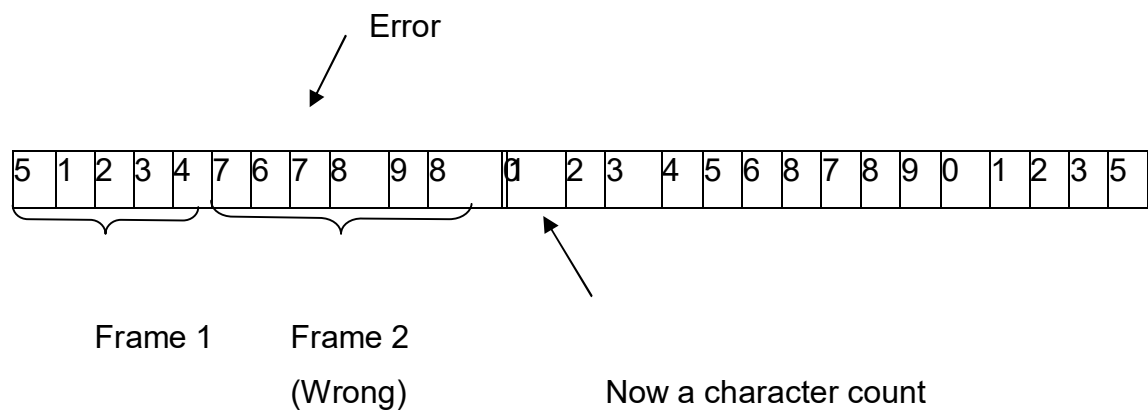 Error
5 1 2 3 4 7 6 7 8 9 8 0 1 2 3 4 5 6 8 7 8 9 0 1 2 3 5
Frame 1 Frame 2
(Wrong) Now a character count